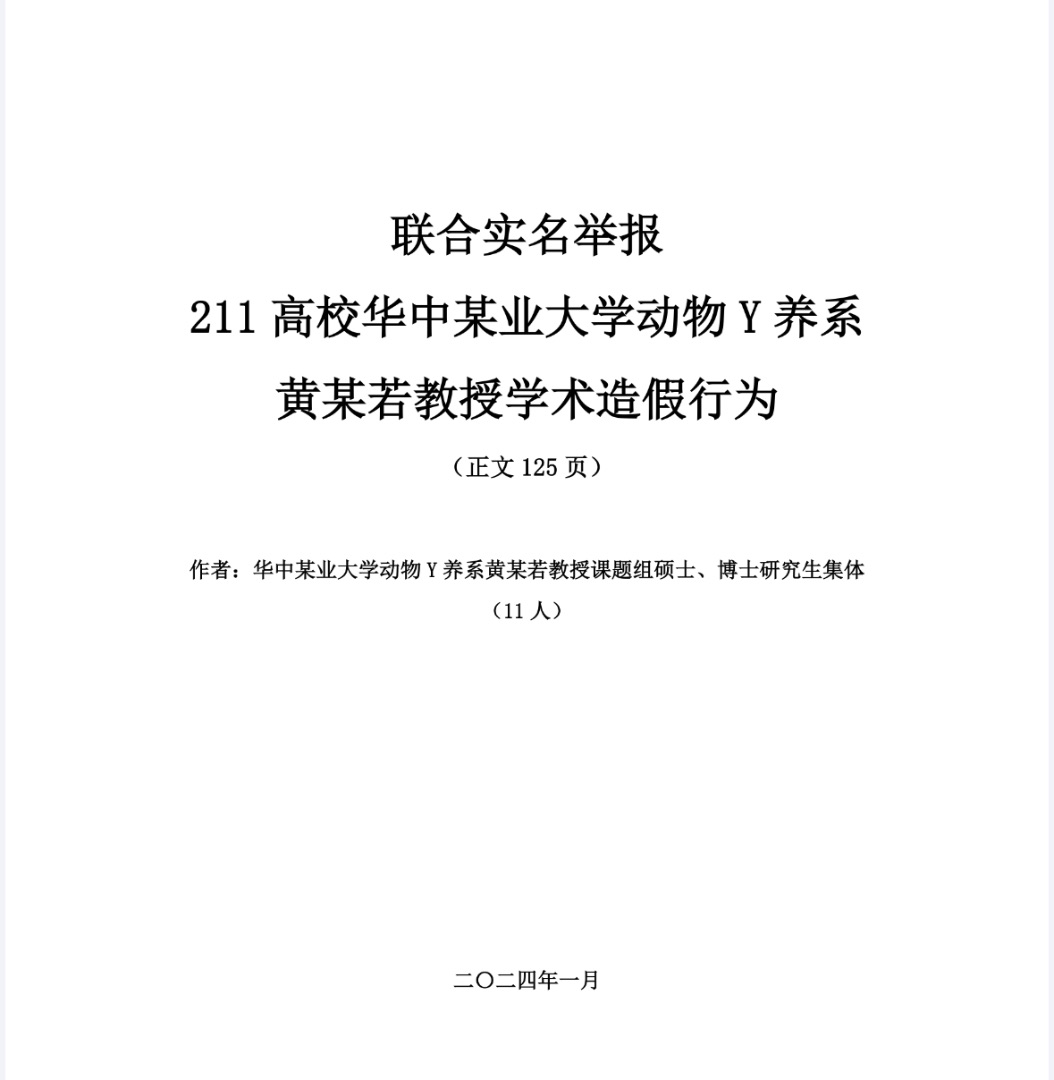 联合实名举报
211 高校华中某业大学动物 Y 养系
黄某若教授学术造假行为
（正文 125 页）
作者：华中某业大学动物 Y 养系黄某若教授课题组硕士、博士研究生集体
（11 人）
二〇二四年一月